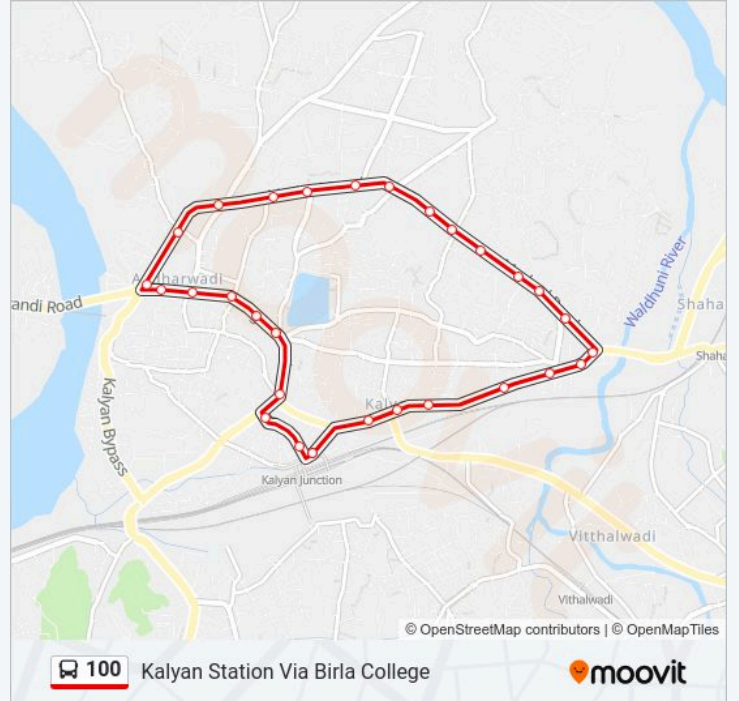 Waldhuni River
Shaha
andi Road
Shaha
Kalyan Bypass
Kalyan Junction
Vitthalwadi
Vithalwadi
© OpenStreetMap contributors | © OpenMapTiles
100 Kalyan Station Via Birla College
moovit